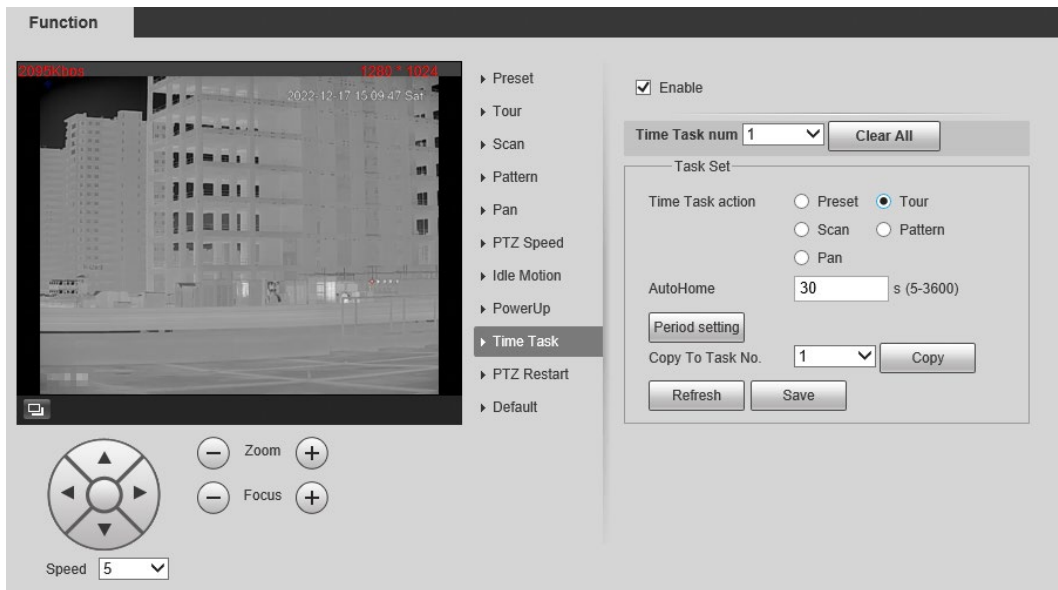 Function
2095Kbps 1280 * 1024
2022-12-17 15:09:47 Sat
Preset
Tour
Scan
Pattern
Pan
PTZ Speed
Idle Motion
PowerUp
Time Task
PTZ Restart
Default
Enable
Time Task num 1 Clear All
Task Set
Time Task action Preset Tour
Scan Pattern
Pan
AutoHome 30 s (5-3600)
Period setting
Copy To Task No. 1 Copy
Refresh Save
Zoom
Focus
Speed 5